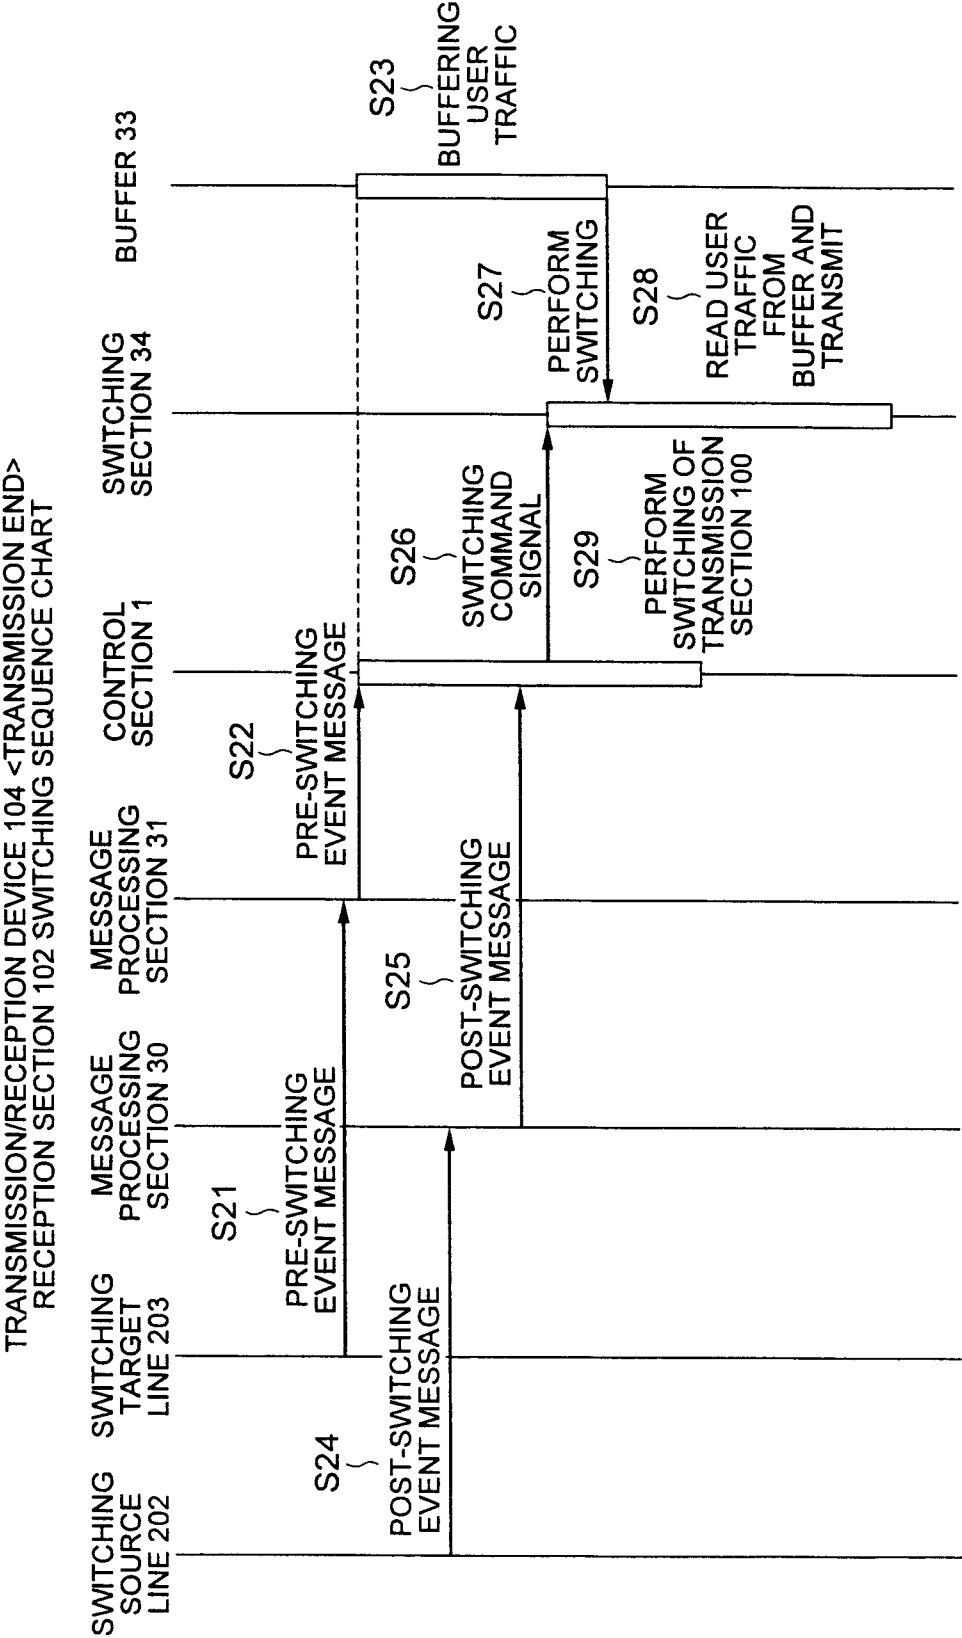 TRANSMISSION/RECEPTION DEVICE 104 <TRANSMISSION END>
RECEPTION SECTION 102 SWITCHING SEQUENCE CHART
SWITCHING
SOURCE
LINE 202
SWITCHING
TARGET
LINE 203
MESSAGE
PROCESSING
SECTION 30
MESSAGE
PROCESSING
SECTION 31
CONTROL
SECTION 1
SWITCHING
SECTION 34
BUFFER 33
S21
PRE-SWITCHING
EVENT MESSAGE
S22
PRE-SWITCHING
EVENT MESSAGE
S23
BUFFERING
USER
TRAFFIC
S24
POST-SWITCHING
EVENT MESSAGE
S25
POST-SWITCHING
EVENT MESSAGE
S26
SWITCHING
COMMAND
SIGNAL
S27
PERFORM
SWITCHING
S28
READ USER
TRAFFIC
FROM
BUFFER AND
TRANSMIT
S29
PERFORM
SWITCHING OF
TRANSMISSION
SECTION 100